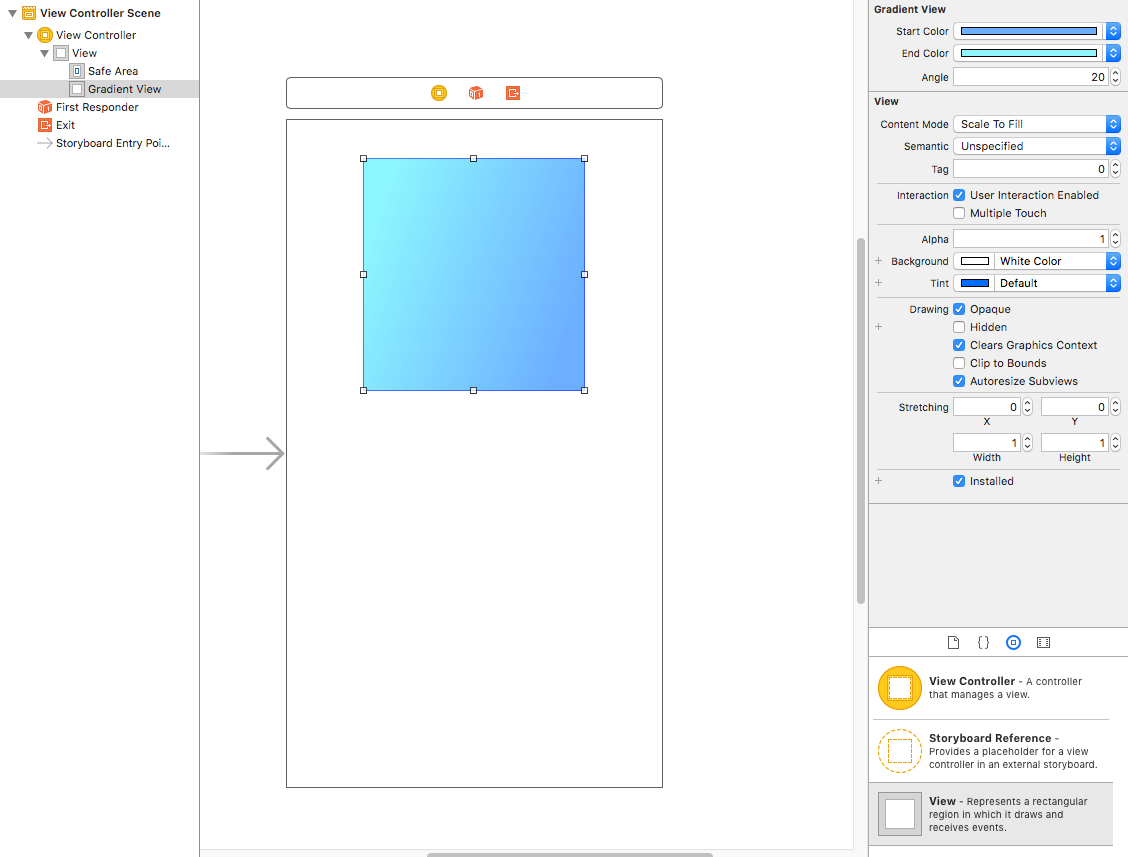 View Controller Scene
View Controller
View
Safe Area
Gradient View
First Responder
Exit
Storyboard Entry Poi...
Gradient View
Start Color
End Color
Angle 20
View
Content Mode Scale To Fill
Semantic Unspecified
Tag 0
Interaction User Interaction Enabled
Multiple Touch
Alpha 1
+ Background White Color
+ Tint Default
Drawing Opaque
+ Hidden
Clears Graphics Context
Clip to Bounds
Autoresize Subviews
Stretching 0 0
X Y
1 1
Width Height
+ Installed
{ }
View Controller - A controller
that manages a view.
Storyboard Reference -
Provides a placeholder for a view
controller in an external storyboard.
View - Represents a rectangular
region in which it draws and
receives events.